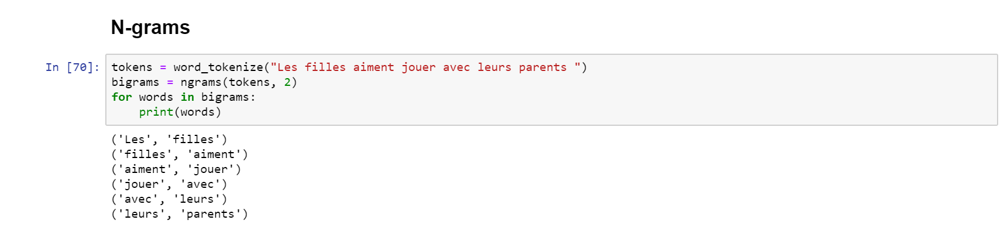 N-grams
In [70]: tokens = word_tokenize("Les filles aiment jouer avec leurs parents ")
bigrams = ngrams(tokens, 2)
for words in bigrams:
    print(words)
('Les', 'filles')
('filles', 'aiment')
('aiment', 'jouer')
('jouer', 'avec')
('avec', 'leurs')
('leurs', 'parents')